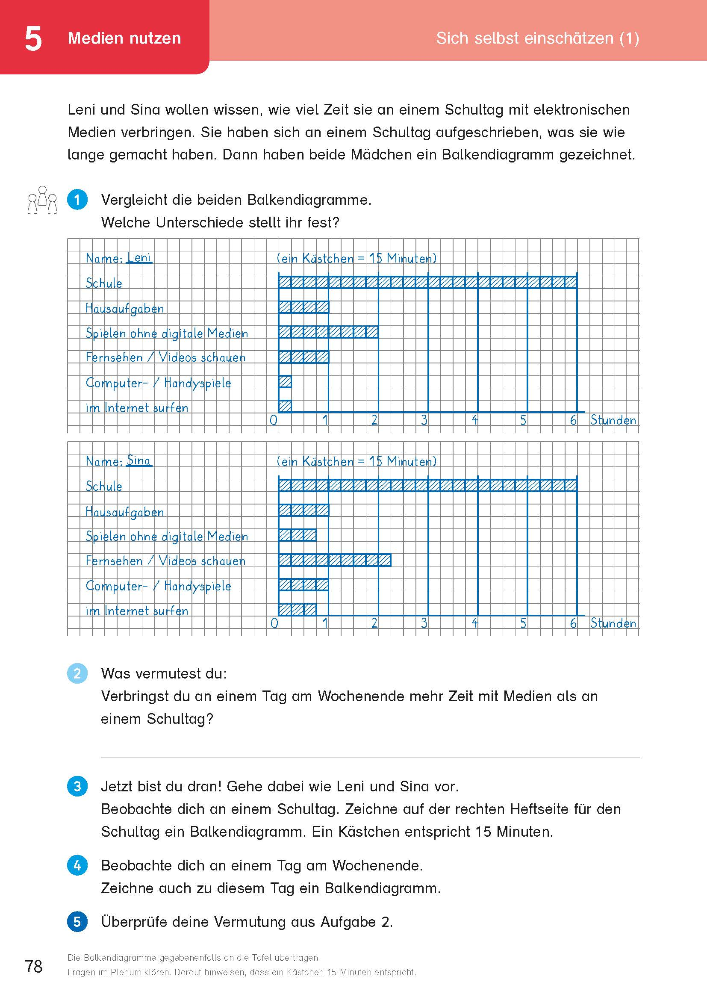 5 Medien nutzen
Sich selbst einschätzen (1)
Leni und Sina wollen wissen, wie viel Zeit sie an einem Schultag mit elektronischen
Medien verbringen. Sie haben sich an einem Schultag aufgeschrieben, was sie wie
lange gemacht haben. Dann haben beide Mädchen ein Balkendiagramm gezeichnet.
1 Vergleicht die beiden Balkendiagramme.
Welche Unterschiede stellt ihr fest?
Name: Leni (ein Kästchen = 15 Minuten)
Schule
Hausaufgaben
Spielen ohne digitale Medien
Fernsehen / Videos schauen
Computer- / Handyspiele
im Internet surfen
0 1 2 3 4 5 6 Stunden
Name: Sina (ein Kästchen = 15 Minuten)
Schule
Hausaufgaben
Spielen ohne digitale Medien
Fernsehen / Videos schauen
Computer- / Handyspiele
im Internet surfen
0 1 2 3 4 5 6 Stunden
2 Was vermutest du:
Verbringst du an einem Tag am Wochenende mehr Zeit mit Medien als an
einem Schultag?
3 Jetzt bist du dran! Gehe dabei wie Leni und Sina vor.
Beobachte dich an einem Schultag. Zeichne auf der rechten Heftseite für den
Schultag ein Balkendiagramm. Ein Kästchen entspricht 15 Minuten.
4 Beobachte dich an einem Tag am Wochenende.
Zeichne auch zu diesem Tag ein Balkendiagramm.
5 Überprüfe deine Vermutung aus Aufgabe 2.
78
Die Balkendiagramme gegebenenfalls an die Tafel übertragen.
Fragen im Plenum klören. Darauf hinweisen, dass ein Kästchen 15 Minuten entspricht.